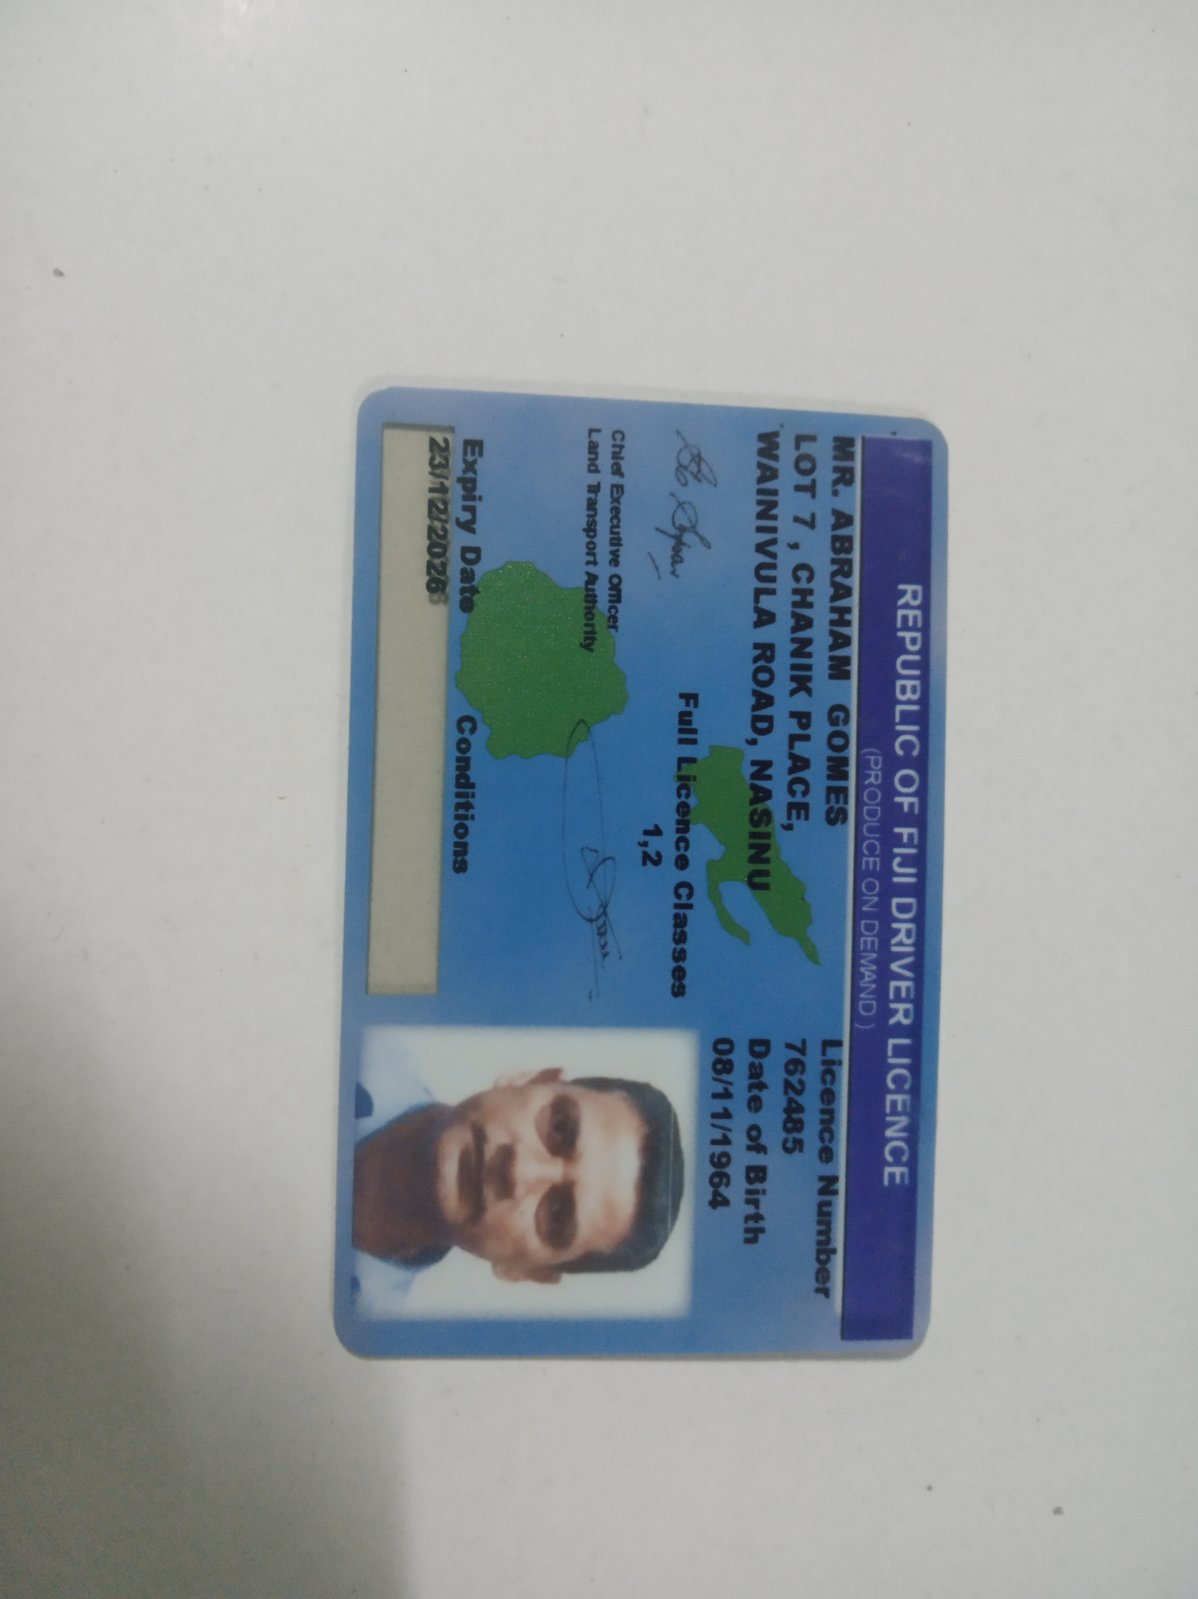 REPUBLIC OF FIJI DRIVER LICENCE
(PRODUCE ON DEMAND)
MR. ABRAHAM GOMES
LOT 7 , CHANIK PLACE,
WAINIVULA ROAD, NASINU
Licence Number
762485
Date of Birth
08/11/1964
Full Licence Classes
1,2
Chief Executive Officer
Land Transport Authority
Expiry Date
Conditions
23/12/2026